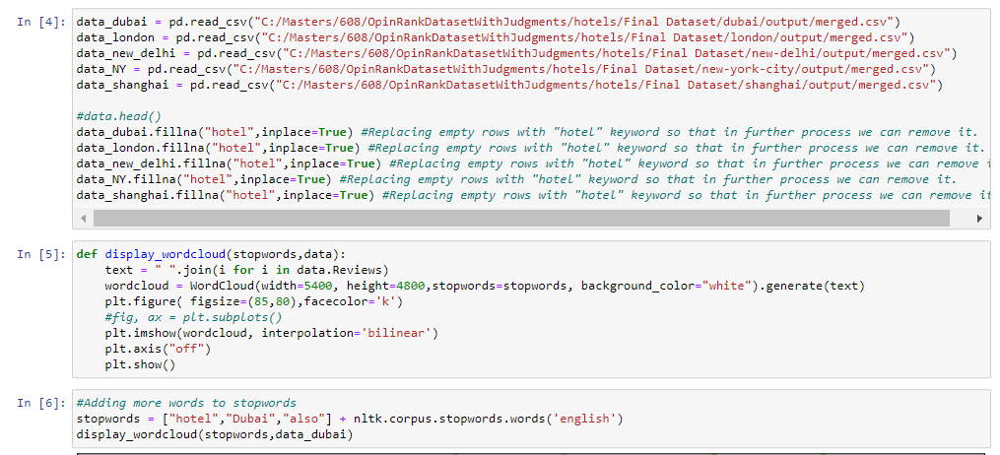 In [4]: data_dubai = pd.read_csv("C:/Masters/608/OpinRankDatasetWithJudgments/hotels/Final Dataset/dubai/output/merged.csv")
data_london = pd.read_csv("C:/Masters/608/OpinRankDatasetWithJudgments/hotels/Final Dataset/london/output/merged.csv")
data_new_delhi = pd.read_csv("C:/Masters/608/OpinRankDatasetWithJudgments/hotels/Final Dataset/new-delhi/output/merged.csv")
data_NY = pd.read_csv("C:/Masters/608/OpinRankDatasetWithJudgments/hotels/Final Dataset/new-york-city/output/merged.csv")
data_shanghai = pd.read_csv("C:/Masters/608/OpinRankDatasetWithJudgments/hotels/Final Dataset/shanghai/output/merged.csv")
#data.head()
data_dubai.fillna("hotel",inplace=True) #Replacing empty rows with "hotel" keyword so that in further process we can remove it.
data_london.fillna("hotel",inplace=True) #Replacing empty rows with "hotel" keyword so that in further process we can remove it.
data_new_delhi.fillna("hotel",inplace=True) #Replacing empty rows with "hotel" keyword so that in further process we can remove i
data_NY.fillna("hotel",inplace=True) #Replacing empty rows with "hotel" keyword so that in further process we can remove it.
data_shanghai.fillna("hotel",inplace=True) #Replacing empty rows with "hotel" keyword so that in further process we can remove it
In [5]: def display_wordcloud(stopwords,data):
text = " ".join(i for i in data.Reviews)
wordcloud = WordCloud(width=5400, height=4800,stopwords=stopwords, background_color="white").generate(text)
plt.figure( figsize=(85,80),facecolor='k')
#fig, ax = plt.subplots()
plt.imshow(wordcloud, interpolation='bilinear')
plt.axis("off")
plt.show()
In [6]: #Adding more words to stopwords
stopwords = ["hotel","Dubai","also"] + nltk.corpus.stopwords.words('english')
display_wordcloud(stopwords,data_dubai)